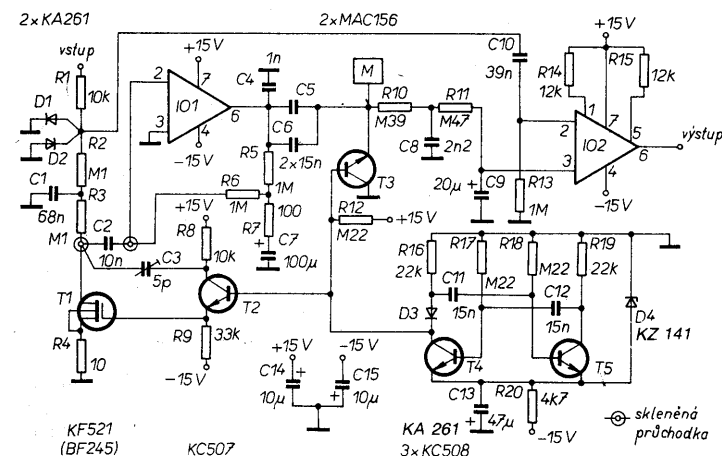 2×KA261
2×MAC156
vstup
R1
10k
D1
D2
R2
M1
C1
68n
R3
M1
C2
10n
C3
5p
T1
R4
10
KF521
(BF245)
+15V
2
7
IO1
6
3
4
-15V
R6
1M
+15V
R8
10k
T2
R9
33k
-15V
KC507
1n
C4
C5
C6
2×15n
R5
1M
100
R7
C7
100µ
M
R10
M39
R11
M47
C8
2n2
T3
R12
M22
+15V
20µ
C9
R13
1M
C10
39n
+15V
R14
12k
R15
12k
1
2
7
5
IO2
6
3
4
-15V
výstup
R16
22k
R17
M22
R18
M22
R19
22k
C11
15n
C12
15n
D3
D4
KZ 141
T4
T5
C13
47µ
R20
4k7
-15V
+15V
C14
10µ
-15V
C15
10µ
KA 261
3×KC508
skleněná
průchodka